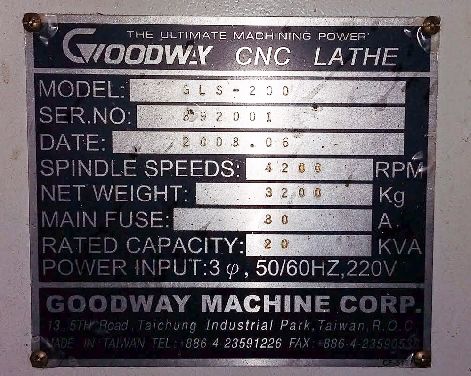 THE ULTIMATE MACHINING POWER
GOODWAY CNC LATHE
MODEL: GLS-200
SER.NO: 892001
DATE: 2008.06
SPINDLE SPEEDS: 4200 RPM
NET WEIGHT: 3200 Kg
MAIN FUSE: 80 A.
RATED CAPACITY: 20 KVA
POWER INPUT:3 φ, 50/60HZ,220V
GOODWAY MACHINE CORP.
13, 5TH Road, Taichung Industrial Park, Taiwan, R.O.C
MADE IN TAIWAN TEL:+886 4 23591226 FAX:+886-4-2359053